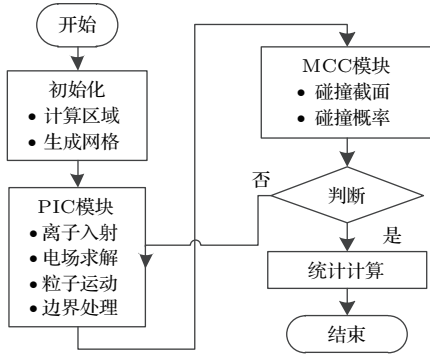 开始
初始化
• 计算区域
• 生成网格
PIC模块
• 离子入射
• 电场求解
• 粒子运动
• 边界处理
MCC模块
• 碰撞截面
• 碰撞概率
判断
否
是
统计计算
结束